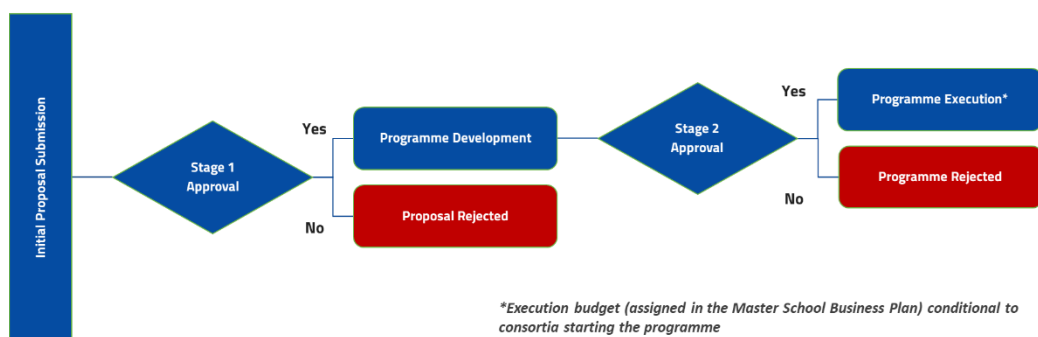 Initial Proposal Submission
Stage 1
Approval
Yes
No
Programme Development
Proposal Rejected
Stage 2
Approval
Yes
No
Programme Execution*
Programme Rejected
*Execution budget (assigned in the Master School Business Plan) conditional to
consortia starting the programme